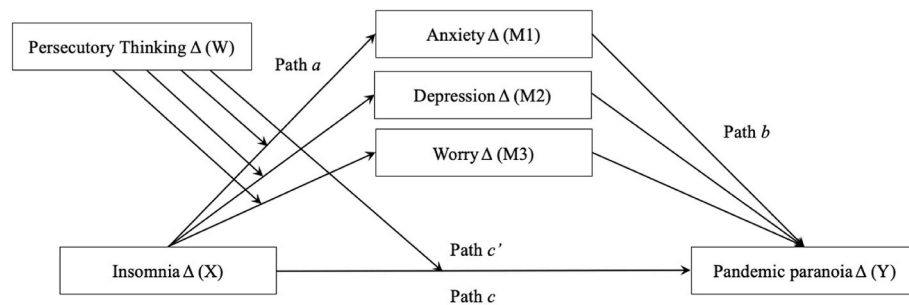 Anxiety Δ (M1)
Persecutory Thinking Δ (W)
Path a
Depression Δ (M2)
Path b
Worry Δ (M3)
Path c’
Insomnia Δ (X)
Pandemic paranoia Δ (Y)
Path c